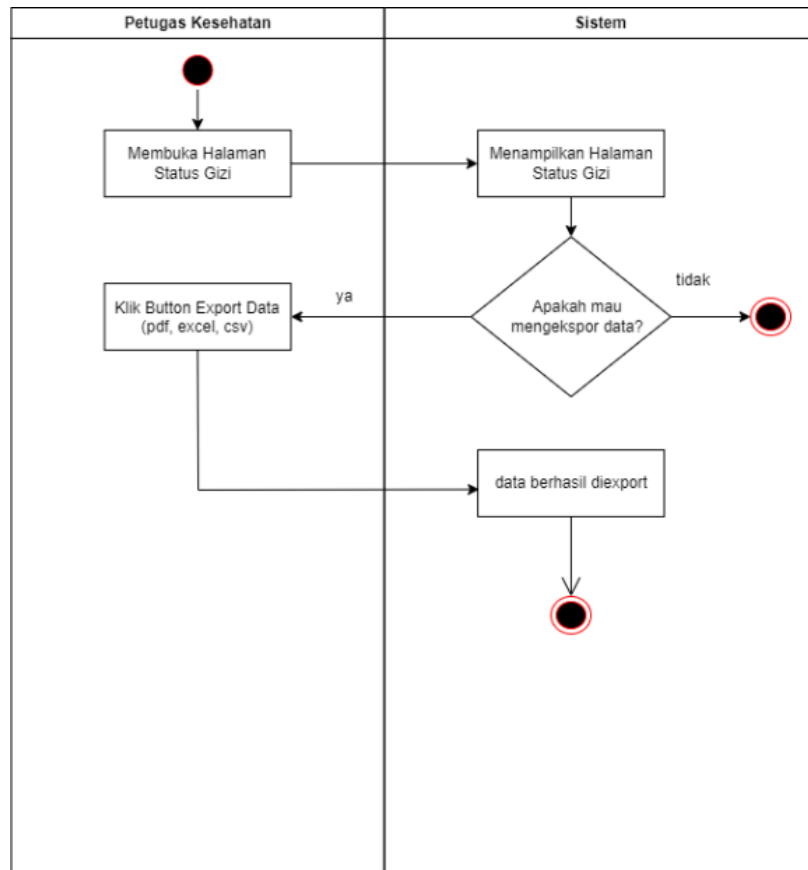 Petugas Kesehatan
Sistem
Membuka Halaman
Status Gizi
Menampilkan Halaman
Status Gizi
Klik Button Export Data
(pdf, excel, csv)
ya
Apakah mau
mengekspor data?
tidak
data berhasil diexport